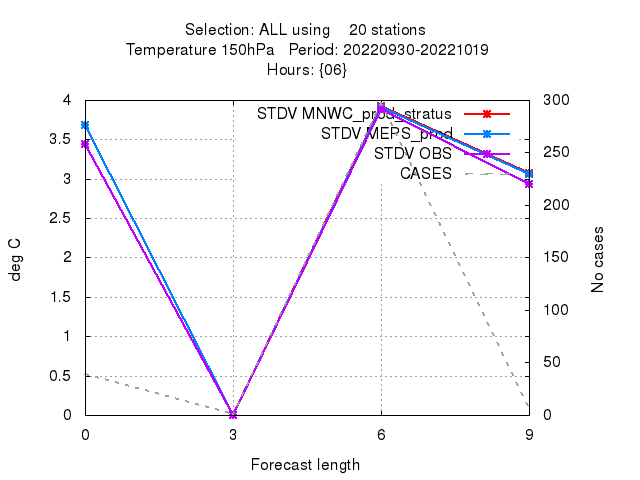 Selection: ALL using 20 stations
Temperature 150hPa Period: 20220930-20221019
Hours: {06}
STDV MNWC_prod_stratus
STDV MEPS_prod
STDV OBS
CASES
4
3.5
3
2.5
2
1.5
1
0.5
0
300
250
200
150
100
50
0
deg C
No cases
0 3 6 9
Forecast length